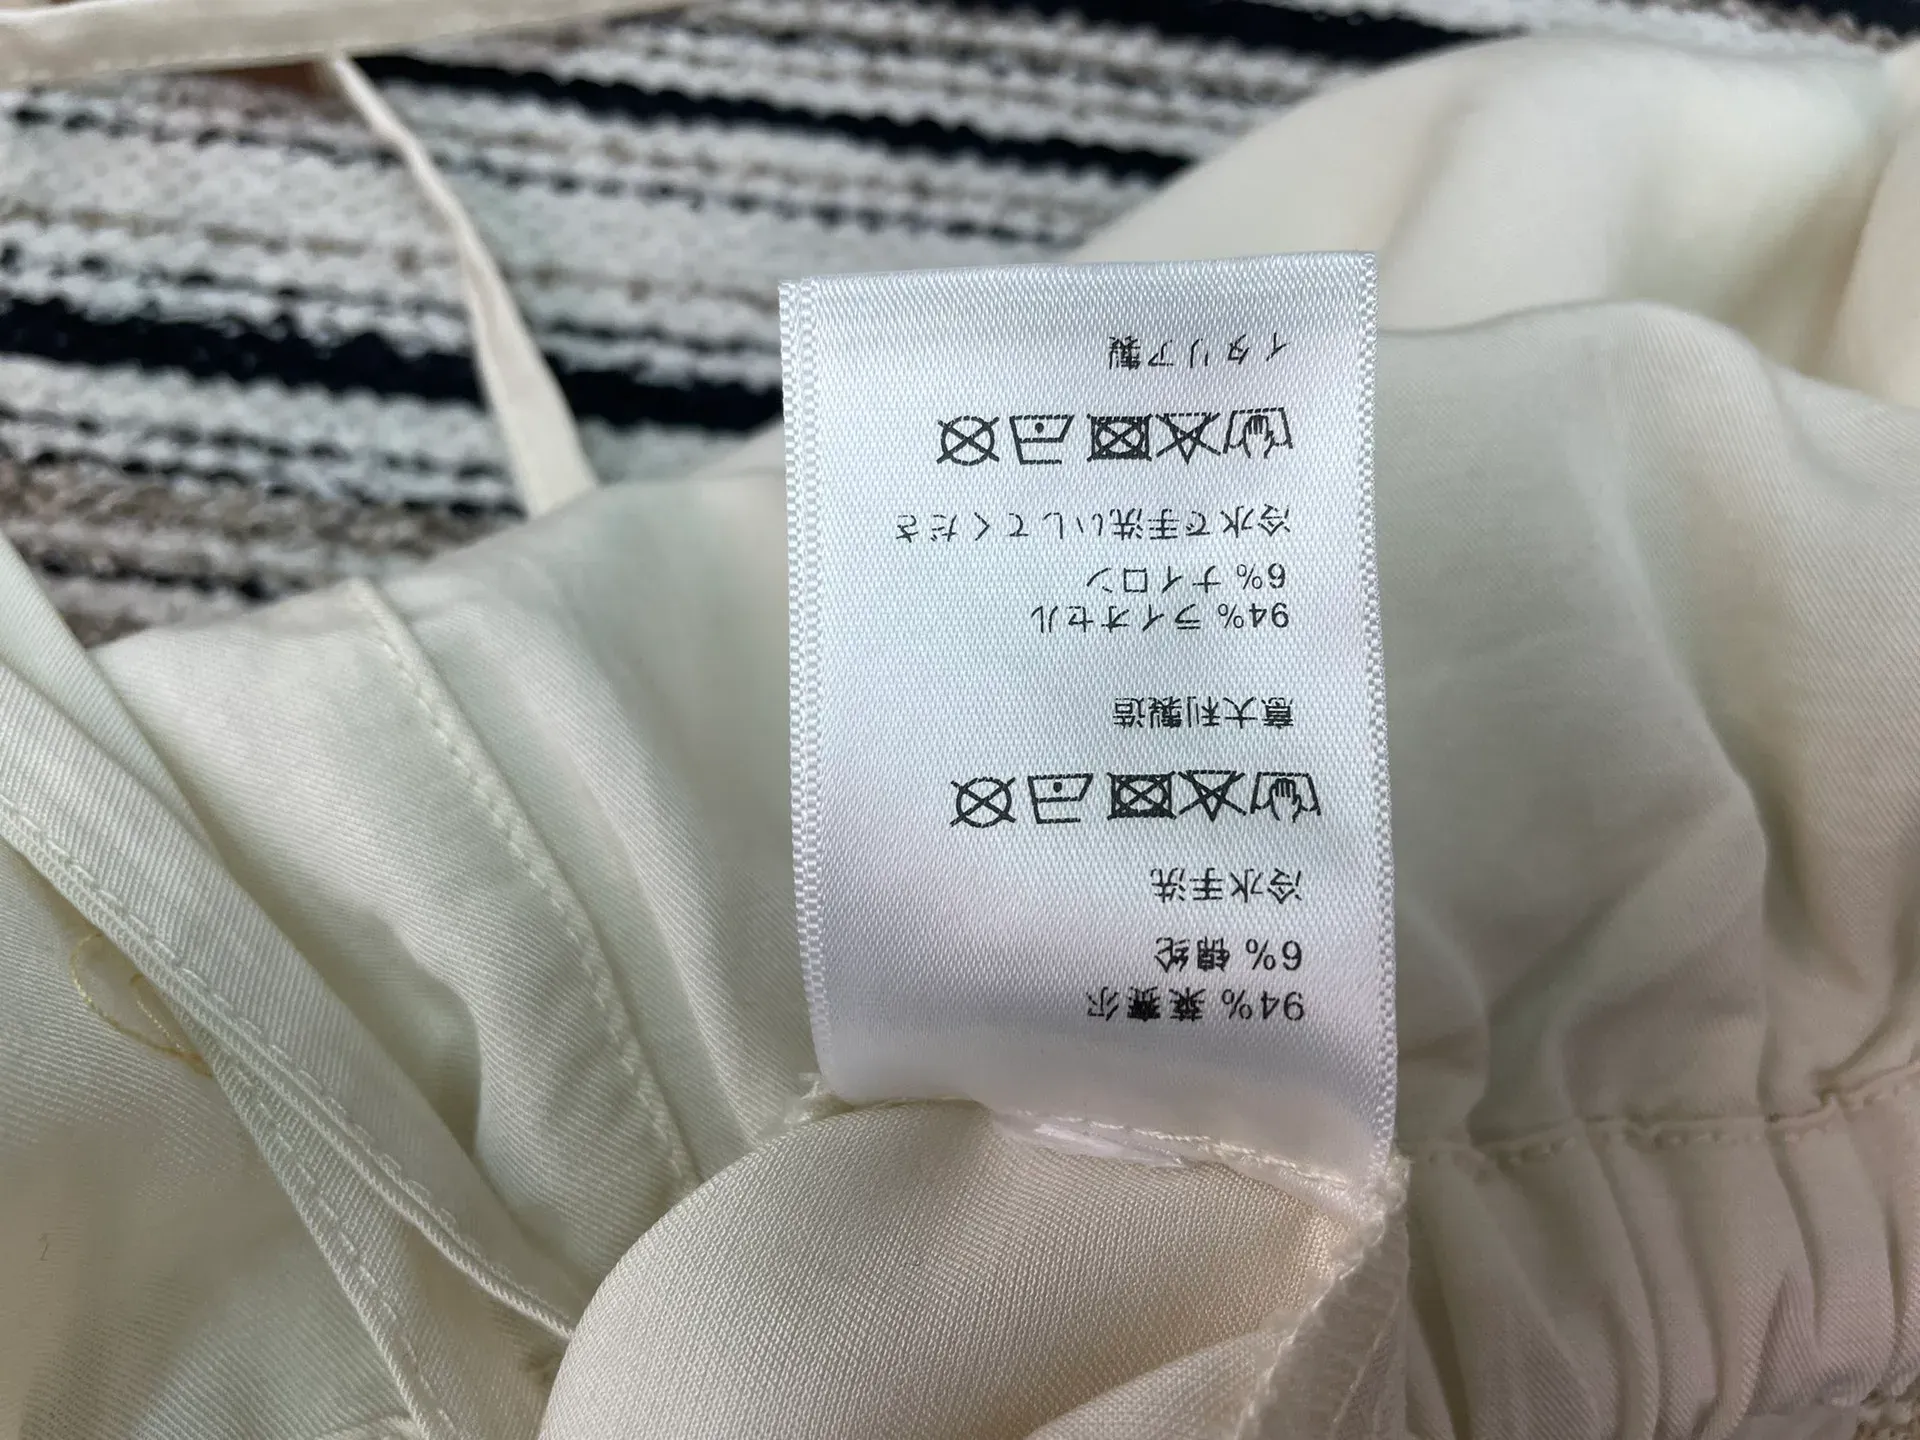 94% 莱赛尔
6% 锦纶
冷水手洗
意大利製造
94% ライオセル
6% ナイロン
冷水で手洗いしてくださ
イタリア製